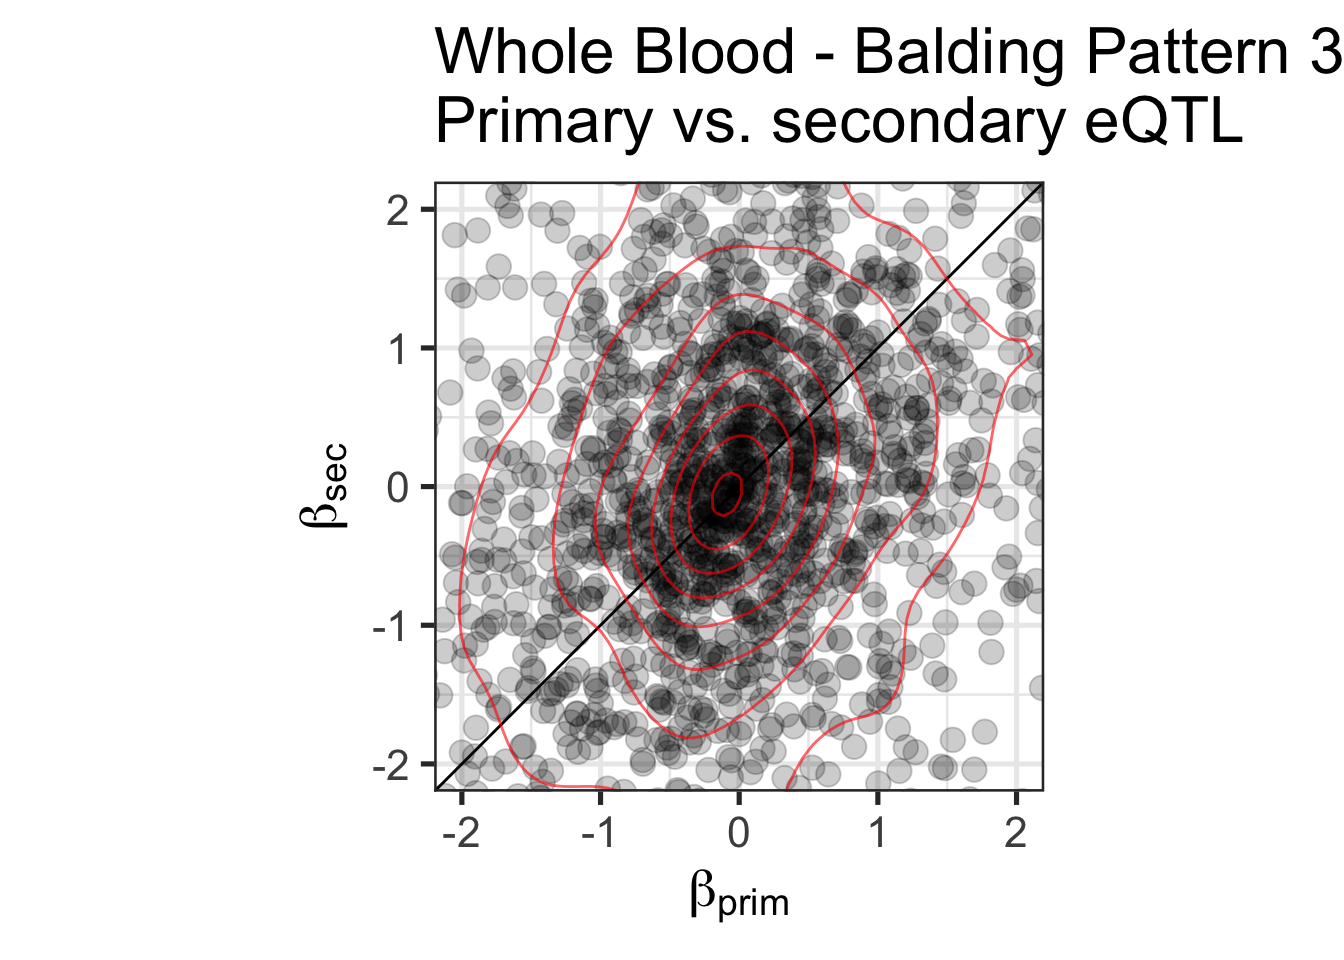 Whole Blood - Balding Pattern 3
Primary vs. secondary eQTL
2
1
0
-1
-2
βsec
-2 -1 0 1 2
βprim